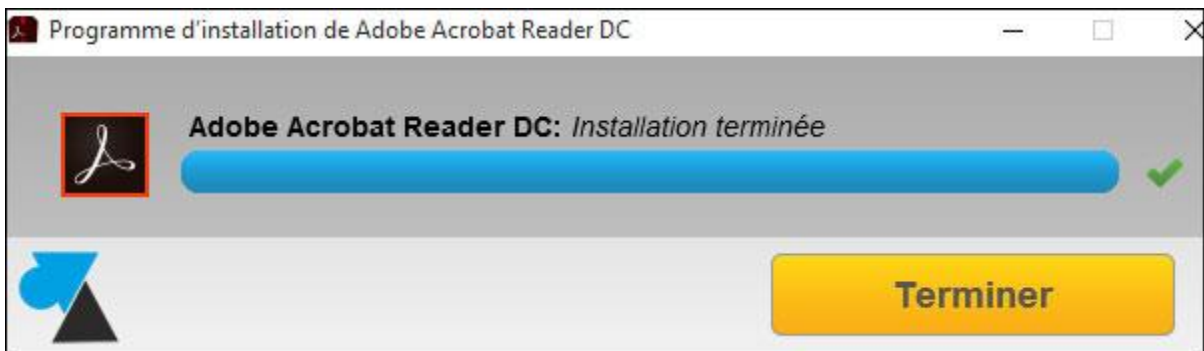 Programme d'installation de Adobe Acrobat Reader DC
Adobe Acrobat Reader DC: Installation terminée
Terminer